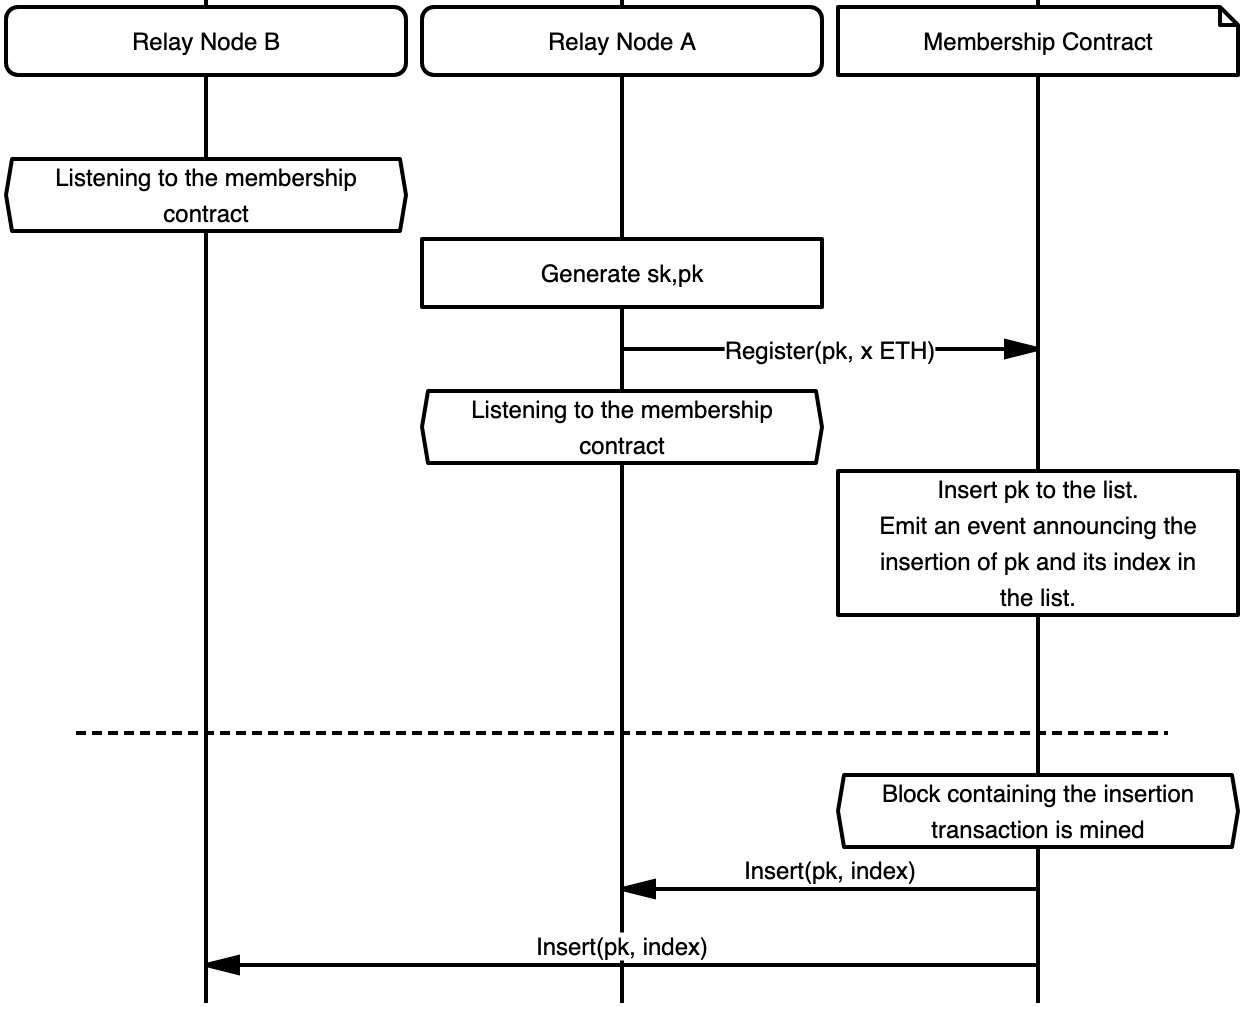 Relay Node B
Relay Node A
Membership Contract
Listening to the membership
contract
Generate sk,pk
Register(pk, x ETH)
Listening to the membership
contract
Insert pk to the list.
Emit an event announcing the
insertion of pk and its index in
the list.
Block containing the insertion
transaction is mined
Insert(pk, index)
Insert(pk, index)